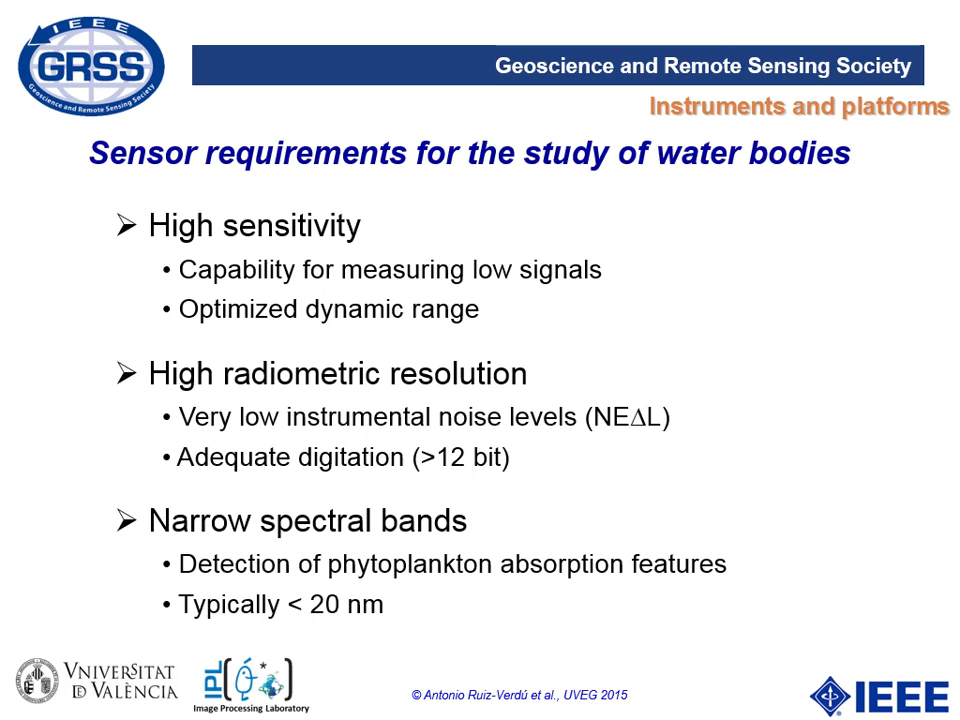 IEEE
GRSS
Geoscience and Remote Sensing Society
Geoscience and Remote Sensing Society
Instruments and platforms
Sensor requirements for the study of water bodies
➢ High sensitivity
• Capability for measuring low signals
• Optimized dynamic range
➢ High radiometric resolution
• Very low instrumental noise levels (NE∆L)
• Adequate digitation (>12 bit)
➢ Narrow spectral bands
• Detection of phytoplankton absorption features
• Typically < 20 nm
VNIVERSITAT
DE VALÈNCIA
IPL
Image Processing Laboratory
© Antonio Ruiz-Verdú et al., UVEG 2015
IEEE